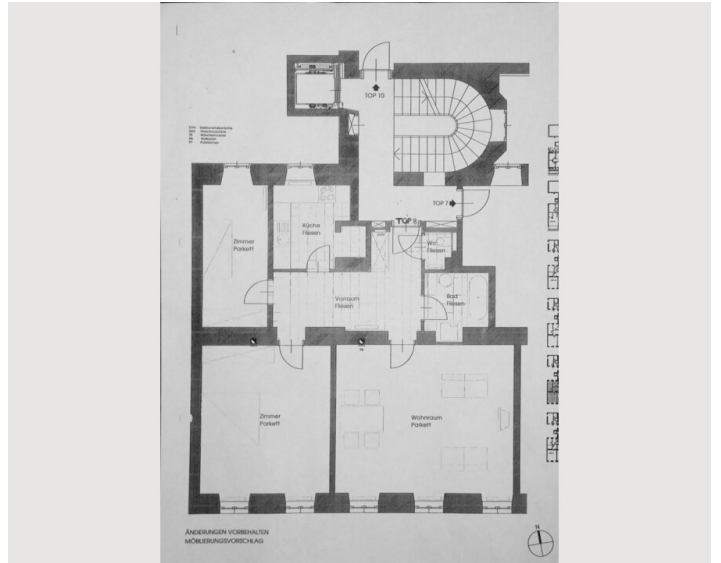 TOP 10
TOP 7
TOP 8
Küche
Fliesen
Wc
Fliesen
Zimmer
Parkett
Vorraum
Fliesen
Bad
Fliesen
Zimmer
Parkett
Wohnraum
Parkett
ÄNDERUNGEN VORBEHALTEN
MÖBLIERUNGSVORSCHLAG
N